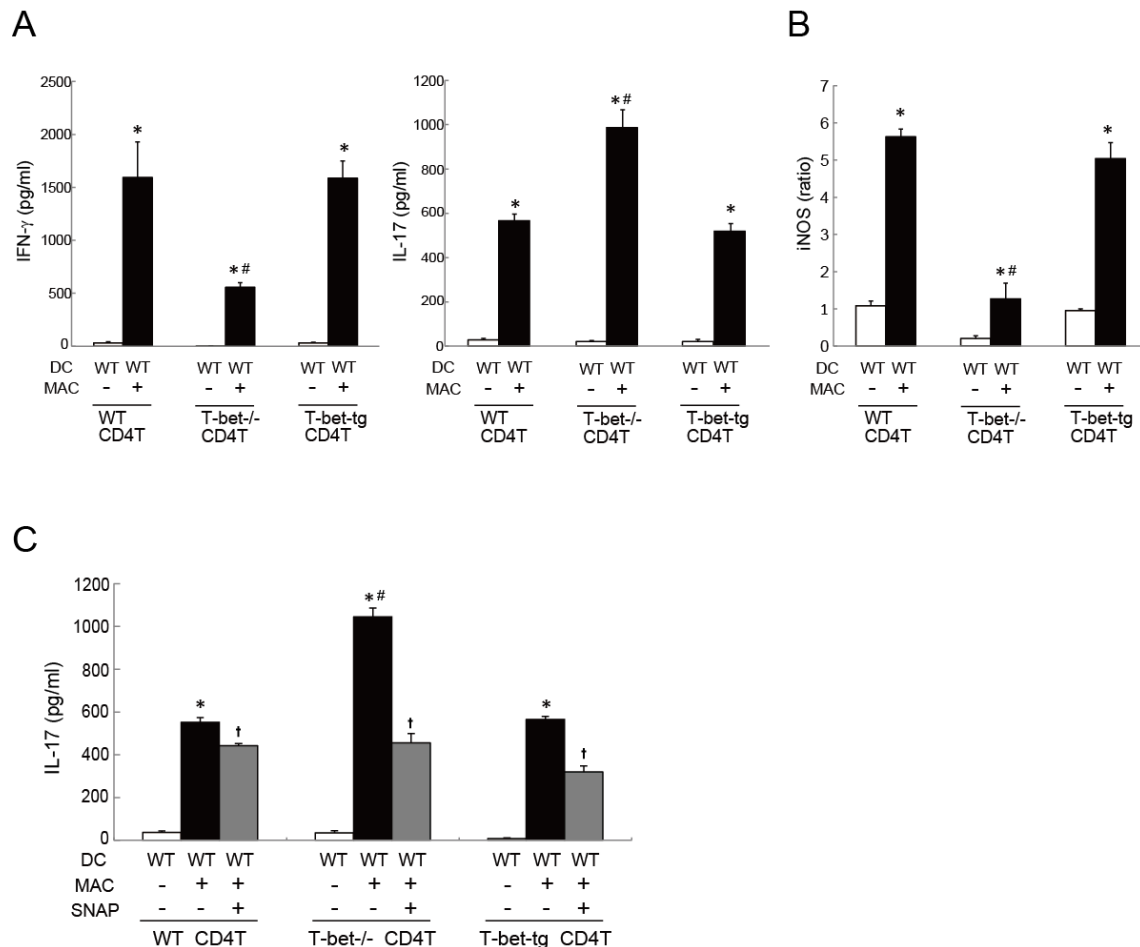 A
B
2500
2000
1500
1000
500
0
IFN-γ (pg/ml)
*
*#
*
DC WT WT WT WT WT WT
MAC - + - + - +
WT T-bet-/- T-bet-tg
CD4T CD4T CD4T
1200
1000
800
600
400
200
0
IL-17 (pg/ml)
*
*#
*
DC WT WT WT WT WT WT
MAC - + - + - +
WT T-bet-/- T-bet-tg
CD4T CD4T CD4T
7
6
5
4
3
2
1
0
iNOS (ratio)
*
*#
*
DC WT WT WT WT WT WT
MAC - + - + - +
WT T-bet-/- T-bet-tg
CD4T CD4T CD4T
C
1200
1000
800
600
400
200
0
IL-17 (pg/ml)
*
†
*#
†
*
†
DC WT WT WT WT WT WT WT WT WT
MAC - + + - + + - + +
SNAP - - + - - + - - +
WT CD4T T-bet-/- CD4T T-bet-tg CD4T